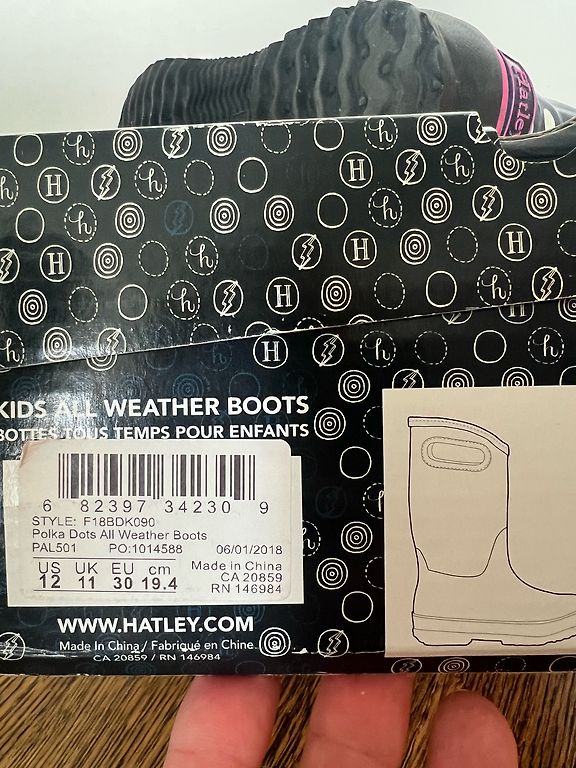 Hatle
KIDS ALL WEATHER BOOTS
BOTTES TOUS TEMPS POUR ENFANTS
6 82397 34230 9
STYLE: F18BDK090
Polka Dots All Weather Boots
PAL501 PO:1014588 06/01/2018
US UK EU cm
12 11 30 19.4
Made in China
CA 20859
RN 146984
WWW.HATLEY.COM
Made In China / Fabriqué en Chine
CA 20859 / RN 146984